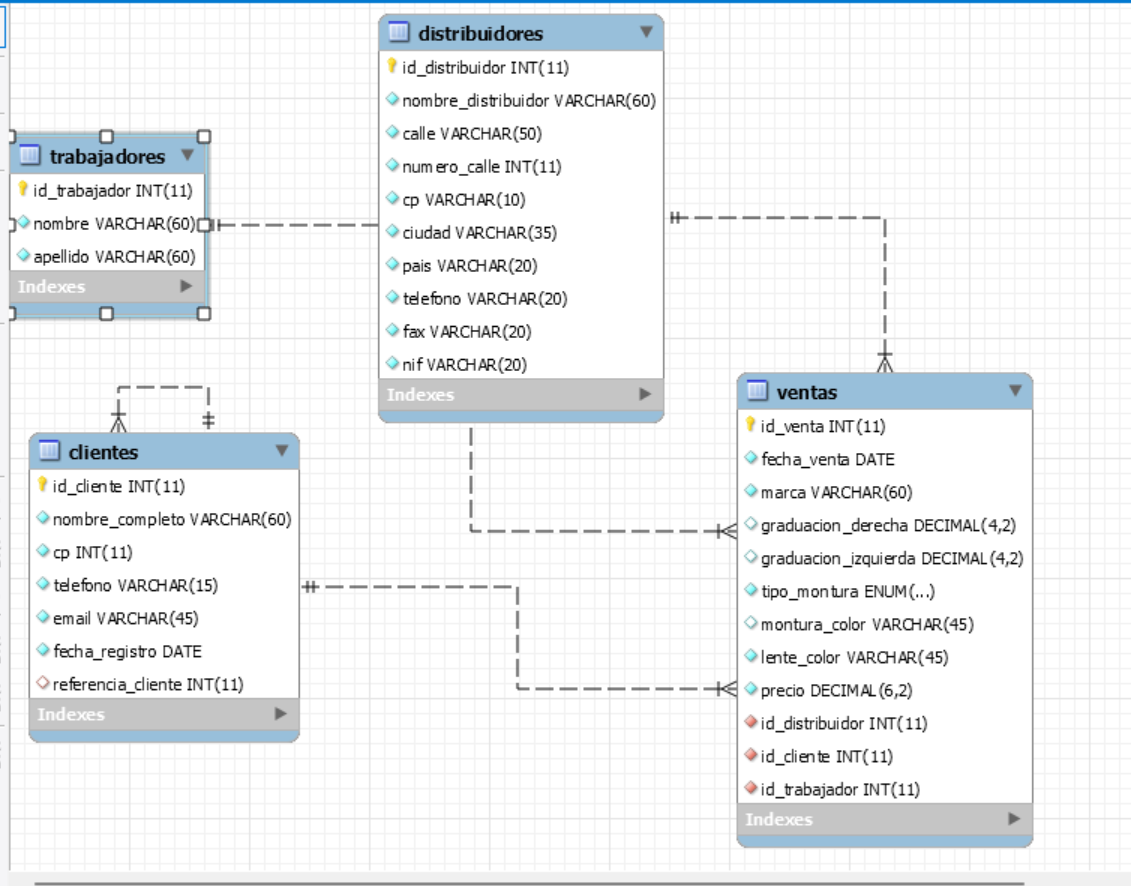 distribuidores
id_distribuidor INT(11)
nombre_distribuidor VARCHAR(60)
calle VARCHAR(50)
numero_calle INT(11)
cp VARCHAR(10)
ciudad VARCHAR(35)
pais VARCHAR(20)
telefono VARCHAR(20)
fax VARCHAR(20)
nif VARCHAR(20)
Indexes
trabajadores
id_trabajador INT(11)
nombre VARCHAR(60)
apellido VARCHAR(60)
Indexes
clientes
id_cliente INT(11)
nombre_completo VARCHAR(60)
cp INT(11)
telefono VARCHAR(15)
email VARCHAR(45)
fecha_registro DATE
referencia_cliente INT(11)
Indexes
ventas
id_venta INT(11)
fecha_venta DATE
marca VARCHAR(60)
graduacion_derecha DECIMAL(4,2)
graduacion_izquierda DECIMAL(4,2)
tipo_montura ENUM(...)
montura_color VARCHAR(45)
lente_color VARCHAR(45)
precio DECIMAL(6,2)
id_distribuidor INT(11)
id_cliente INT(11)
id_trabajador INT(11)
Indexes